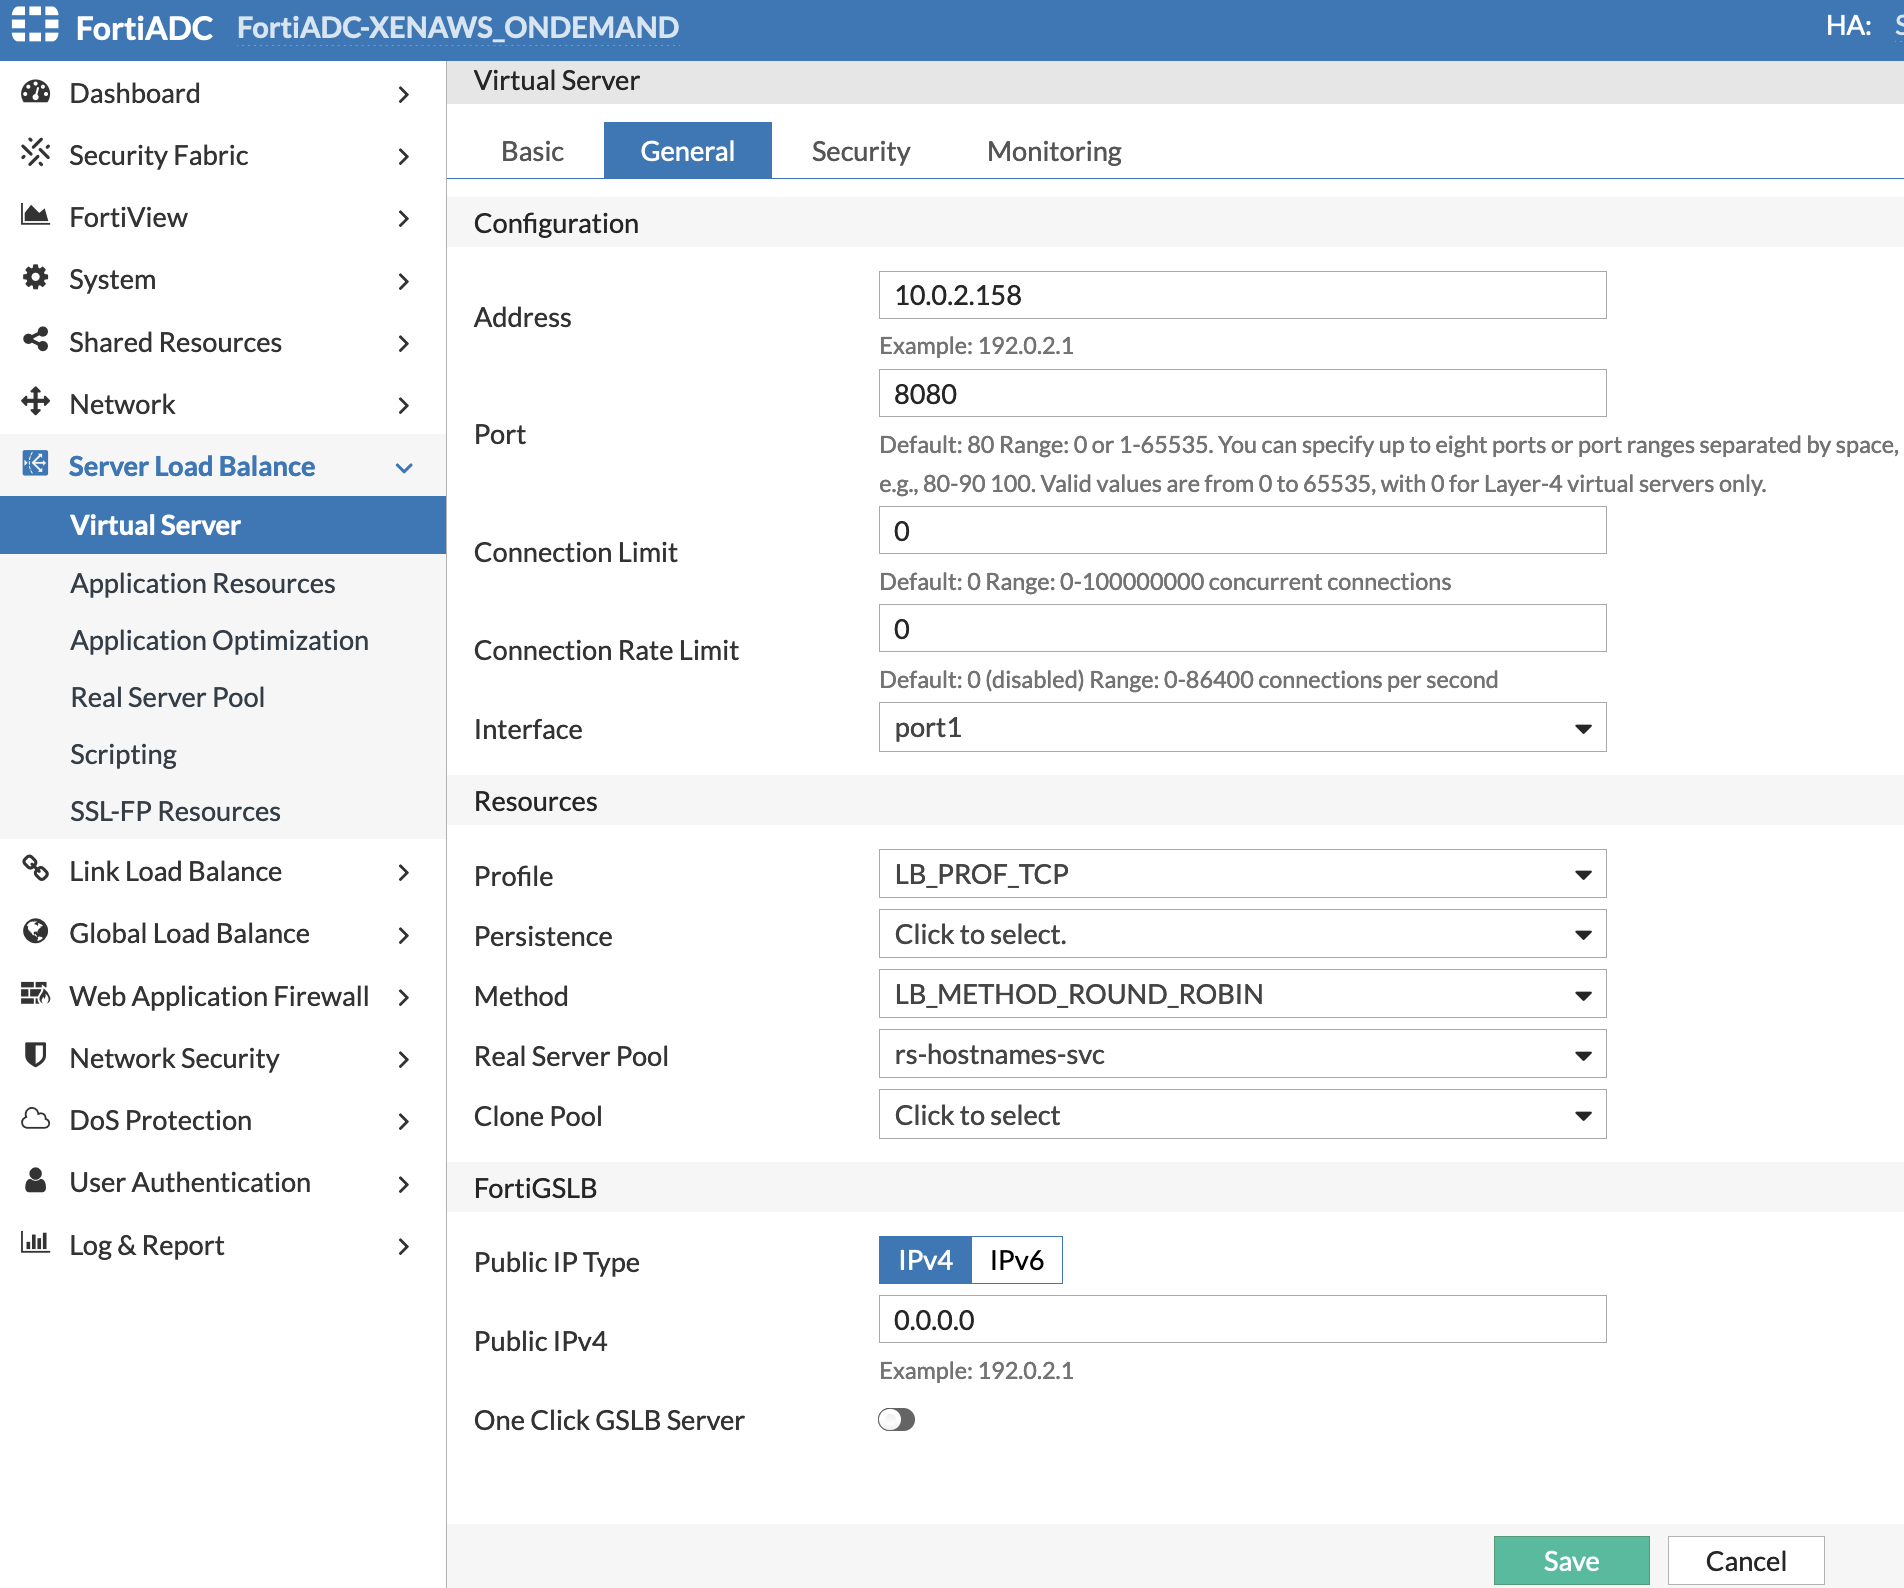 FortiADC FortiADC-XENAWS_ONDEMAND HA:
Dashboard
Security Fabric
FortiView
System
Shared Resources
Network
Server Load Balance
Virtual Server
Application Resources
Application Optimization
Real Server Pool
Scripting
SSL-FP Resources
Link Load Balance
Global Load Balance
Web Application Firewall
Network Security
DoS Protection
User Authentication
Log & Report
Virtual Server
Basic General Security Monitoring
Configuration
Address 10.0.2.158
Example: 192.0.2.1
Port 8080
Default: 80 Range: 0 or 1-65535. You can specify up to eight ports or port ranges separated by space,
e.g., 80-90 100. Valid values are from 0 to 65535, with 0 for Layer-4 virtual servers only.
Connection Limit 0
Default: 0 Range: 0-100000000 concurrent connections
Connection Rate Limit 0
Default: 0 (disabled) Range: 0-86400 connections per second
Interface port1
Resources
Profile LB_PROF_TCP
Persistence Click to select.
Method LB_METHOD_ROUND_ROBIN
Real Server Pool rs-hostnames-svc
Clone Pool Click to select
FortiGSLB
Public IP Type IPv4 IPv6
Public IPv4 0.0.0.0
Example: 192.0.2.1
One Click GSLB Server
Save Cancel